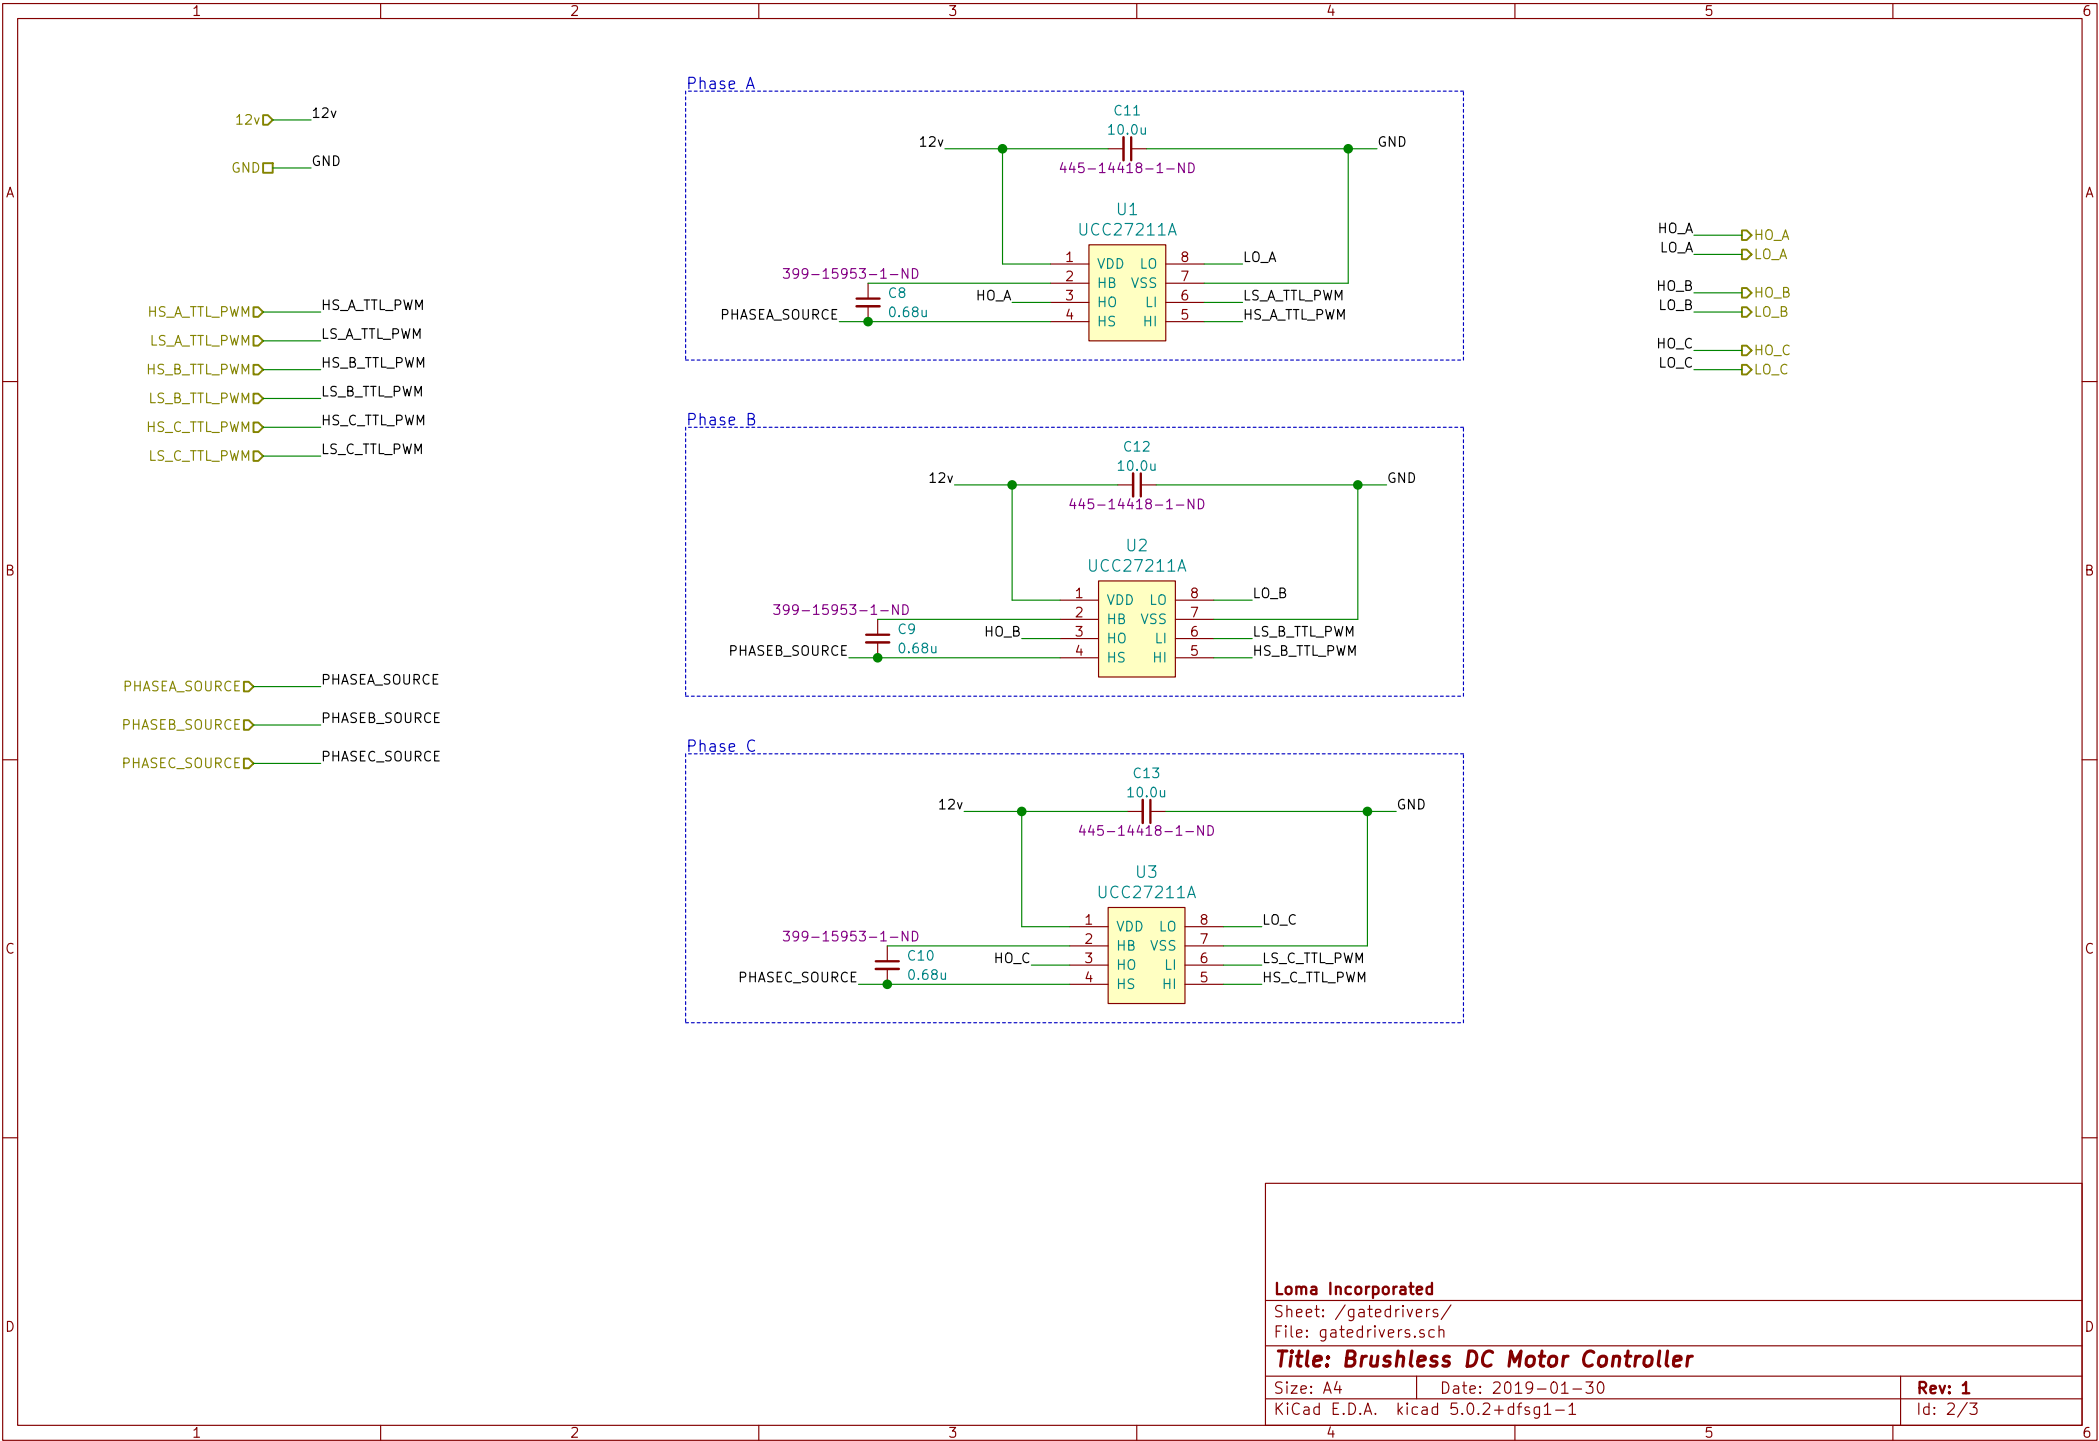 1 2 3 4 5 6
A
B
C
D
A
B
C
D
12v 12v
GND GND
HS_A_TTL_PWM HS_A_TTL_PWM
LS_A_TTL_PWM LS_A_TTL_PWM
HS_B_TTL_PWM HS_B_TTL_PWM
LS_B_TTL_PWM LS_B_TTL_PWM
HS_C_TTL_PWM HS_C_TTL_PWM
LS_C_TTL_PWM LS_C_TTL_PWM
PHASEA_SOURCE PHASEA_SOURCE
PHASEB_SOURCE PHASEB_SOURCE
PHASEC_SOURCE PHASEC_SOURCE
Phase A
C11
10.0u
12v GND
445-14418-1-ND
U1
UCC27211A
1 VDD LO 8 LO_A
399-15953-1-ND
2 HB VSS 7
C8
HO_A 3 HO LI 6 LS_A_TTL_PWM
0.68u
PHASEA_SOURCE 4 HS HI 5 HS_A_TTL_PWM
Phase B
C12
10.0u
12v GND
445-14418-1-ND
U2
UCC27211A
1 VDD LO 8 LO_B
399-15953-1-ND
2 HB VSS 7
C9
HO_B 3 HO LI 6 LS_B_TTL_PWM
0.68u
PHASEB_SOURCE 4 HS HI 5 HS_B_TTL_PWM
Phase C
C13
10.0u
12v GND
445-14418-1-ND
U3
UCC27211A
1 VDD LO 8 LO_C
399-15953-1-ND
2 HB VSS 7
C10
HO_C 3 HO LI 6 LS_C_TTL_PWM
0.68u
PHASEC_SOURCE 4 HS HI 5 HS_C_TTL_PWM
HO_A HO_A
LO_A LO_A
HO_B HO_B
LO_B LO_B
HO_C HO_C
LO_C LO_C
Loma Incorporated
Sheet: /gatedrivers/
File: gatedrivers.sch
Title: Brushless DC Motor Controller
Size: A4 Date: 2019-01-30 Rev: 1
KiCad E.D.A. kicad 5.0.2+dfsg1-1 Id: 2/3
1 2 3 4 5 6